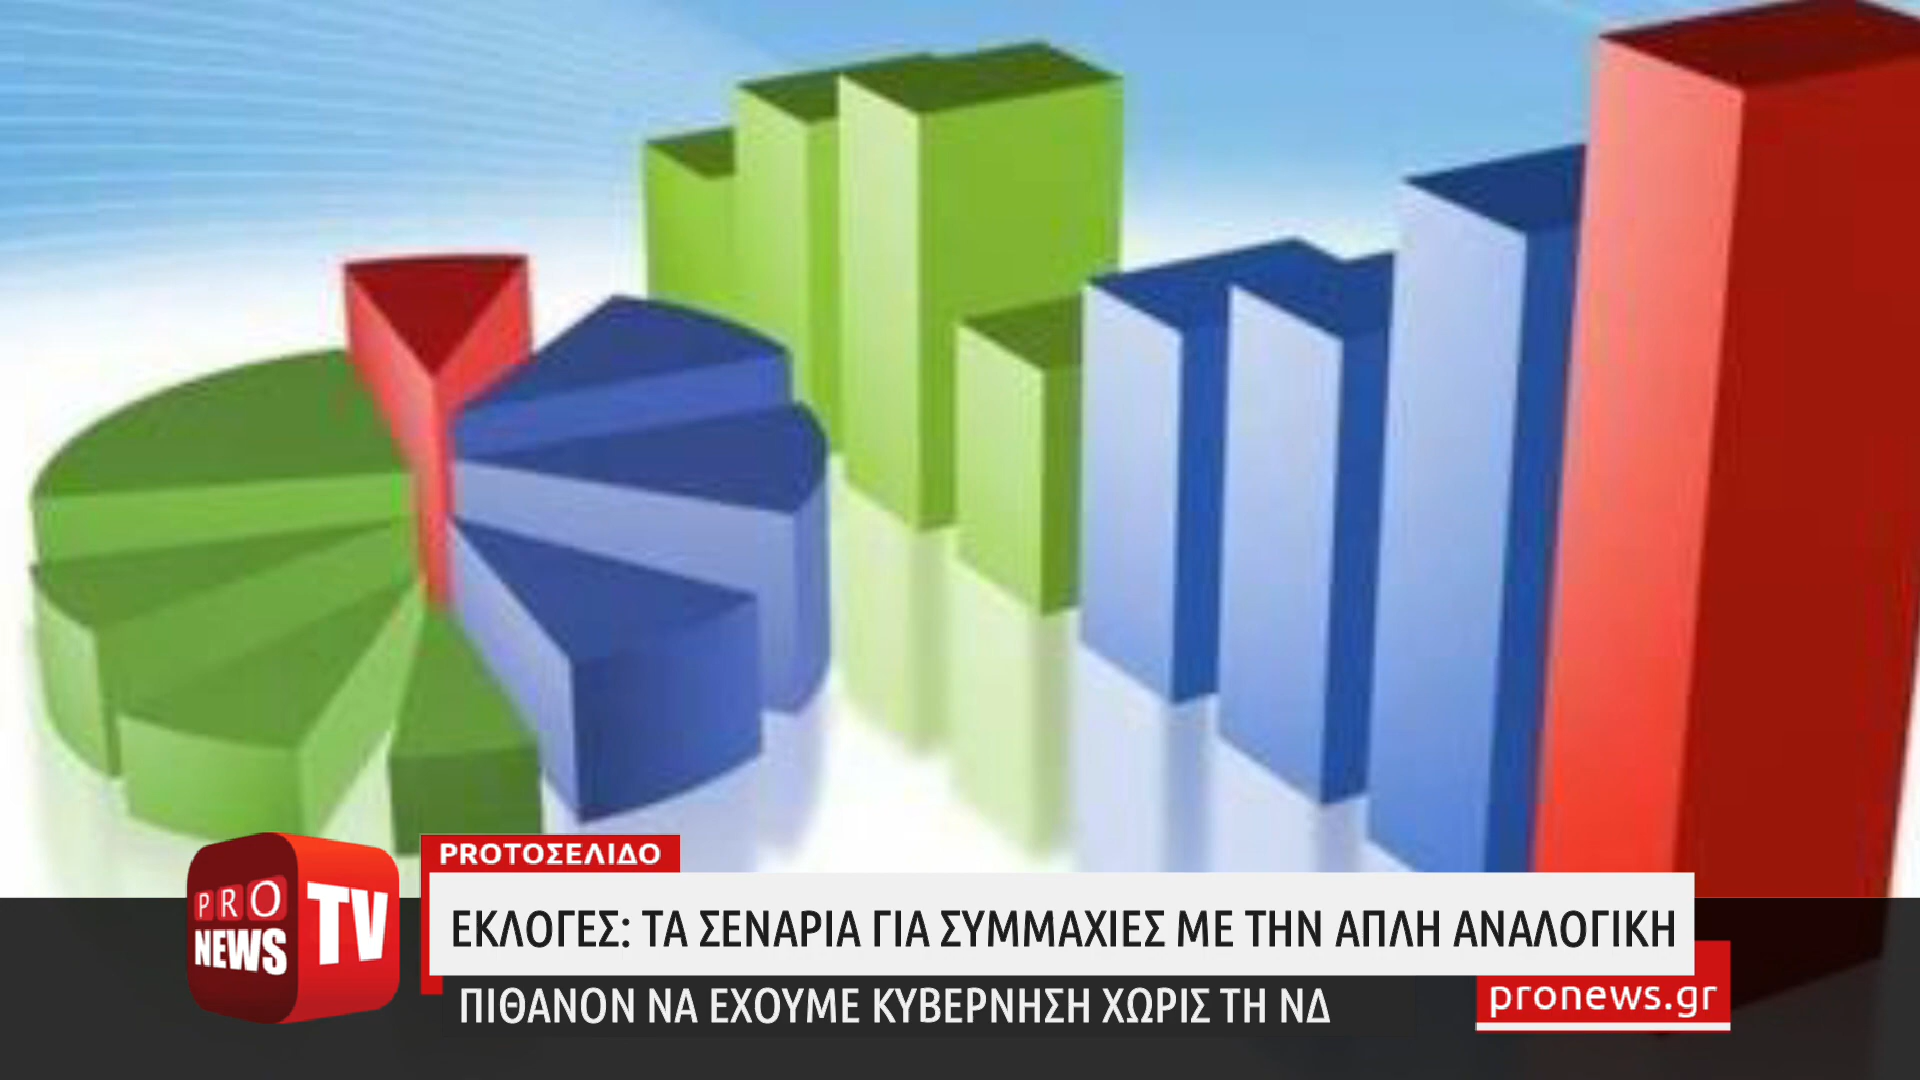 PROTOΣΕΛΙΔΟ
ΕΚΛΟΓΕΣ: ΤΑ ΣΕΝΑΡΙΑ ΓΙΑ ΣΥΜΜΑΧΙΕΣ ΜΕ ΤΗΝ ΑΠΛΗ ΑΝΑΛΟΓΙΚΗ
ΠΙΘΑΝΟΝ ΝΑ ΕΧΟΥΜΕ ΚΥΒΕΡΝΗΣΗ ΧΩΡΙΣ ΤΗ ΝΔ
PRO
NEWS
TV
pronews.gr